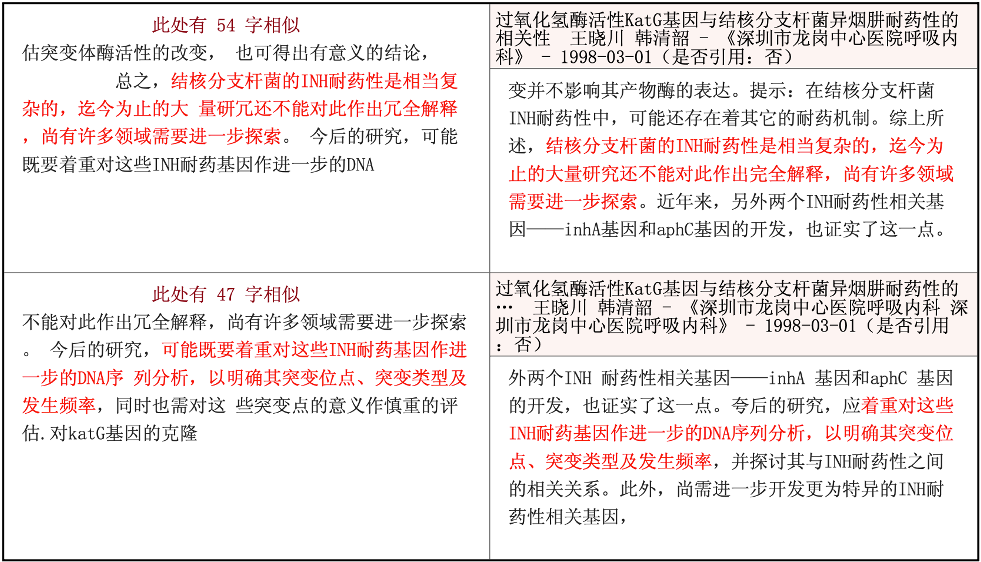 此处有 54 字相似
估突变体酶活性的改变， 也可得出有意义的结论，
总之，结核分支杆菌的INH耐药性是相当复
杂的，迄今为止的大 量研冗还不能对此作出冗全解释
，尚有许多领域需要进一步探索。 今后的研究，可能
既要着重对这些INH耐药基因作进一步的DNA
过氧化氢酶活性KatG基因与结核分支杆菌异烟肼耐药性的
相关性 王晓川 韩清韶 - 《深圳市龙岗中心医院呼吸内
科》 - 1998-03-01（是否引用：否）
变并不影响其产物酶的表达。提示：在结核分支杆菌
INH耐药性中，可能还存在着其它的耐药机制。综上所
述，结核分支杆菌的INH耐药性是相当复杂的，迄今为
止的大量研究还不能对此作出完全解释，尚有许多领域
需要进一步探索。近年来，另外两个INH耐药性相关基
因——inhA基因和aphC基因的开发，也证实了这一点。
此处有 47 字相似
不能对此作出冗全解释，尚有许多领域需要进一步探索
。 今后的研究，可能既要着重对这些INH耐药基因作进
一步的DNA序 列分析，以明确其突变位点、突变类型及
发生频率，同时也需对这 些突变点的意义作慎重的评
估.对katG基因的克隆
过氧化氢酶活性KatG基因与结核分支杆菌异烟肼耐药性的
… 王晓川 韩清韶 - 《深圳市龙岗中心医院呼吸内科 深
圳市龙岗中心医院呼吸内科》 - 1998-03-01（是否引用
：否）
外两个INH 耐药性相关基因——inhA 基因和aphC 基因
的开发，也证实了这一点。夸后的研究，应着重对这些
INH耐药基因作进一步的DNA序列分析，以明确其突变位
点、突变类型及发生频率，并探讨其与INH耐药性之间
的相关关系。此外，尚需进一步开发更为特异的INH耐
药性相关基因，